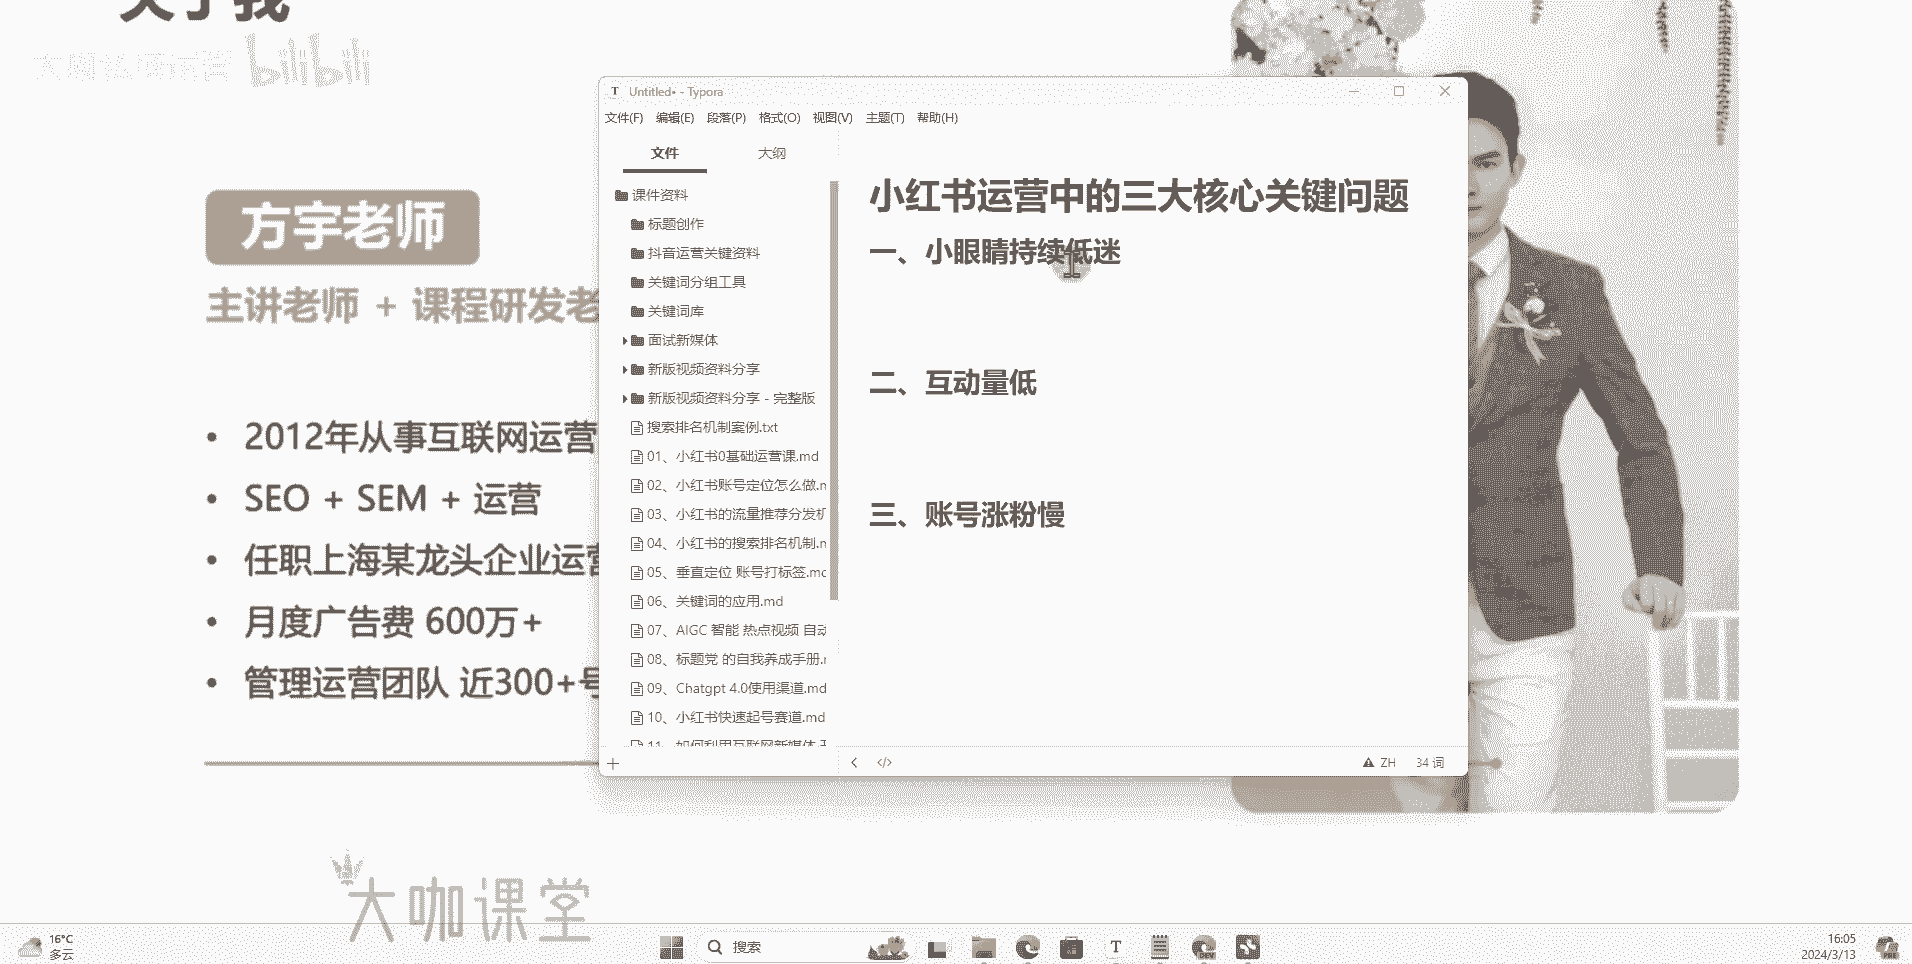 关于我
bilibili
方宇老师
主讲老师 + 课程研发老
• 2012年从事互联网运营
• SEO + SEM + 运营
• 任职上海某龙头企业运营
• 月度广告费 600万+
• 管理运营团队 近300+号
大咖课堂
Untitled• - Typora
文件(F) 编辑(E) 段落(P) 格式(O) 视图(V) 主题(T) 帮助(H)
文件 大纲
课件资料
标题创作
抖音运营关键资料
关键词分组工具
关键词库
面试新媒体
新版视频资料分享
新版视频资料分享 - 完整版
搜索排名机制案例.txt
01、小红书0基础运营课.md
02、小红书账号定位怎么做.m
03、小红书的流量推荐分发机
04、小红书的搜索排名机制.m
05、垂直定位 账号打标签.md
06、关键词的应用.md
07、AIGC 智能 热点视频 自动
08、标题党 的自我养成手册.m
09、Chatgpt 4.0使用渠道.md
10、小红书快速起号赛道.md
11、如何利用互联网新媒体
小红书运营中的三大核心关键问题
一、小眼睛持续低迷
二、互动量低
三、账号涨粉慢
ZH 34 词
16°C
多云
搜索
T
DEV
16:05
2024/3/13
PRE